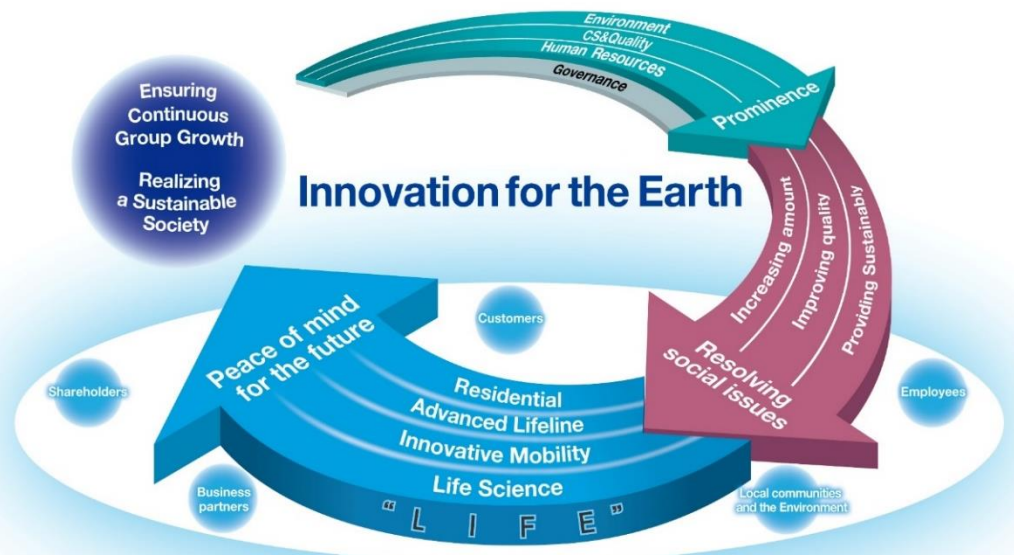 Environment
CS&Quality
Human Resources
Governance
Prominence
Ensuring
Continuous
Group Growth
Realizing
a Sustainable
Society
Innovation for the Earth
Increasing amount
Improving quality
Providing Sustainably
Resolving
social issues
Peace of mind
for the future
Residential
Advanced Lifeline
Innovative Mobility
Life Science
"LIFE"
Customers
Shareholders
Employees
Business
partners
Local communities
and the Environment